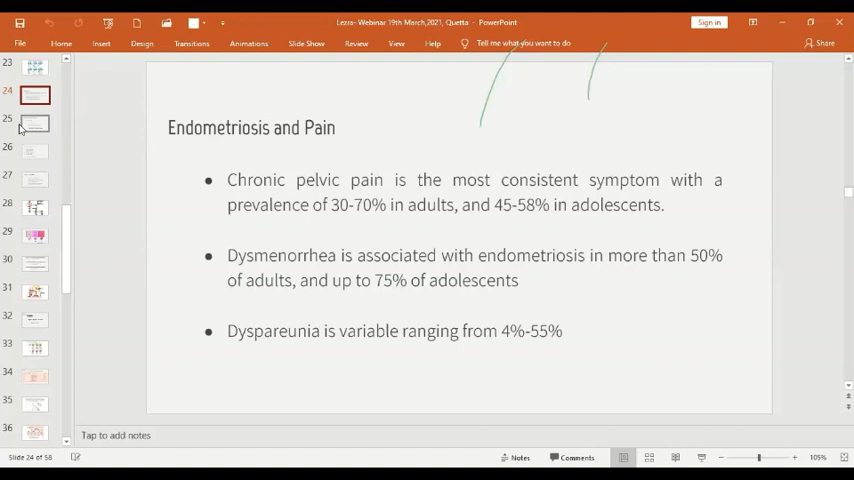 Lezra- Webinar 19th March,2021, Quetta - PowerPoint
Sign in
File Home Insert Design Transitions Animations Slide Show Review View Help Tell me what you want to do Share
23
24
25
26
27
28
29
30
31
32
33
34
35
36
Endometriosis and Pain
● Chronic pelvic pain is the most consistent symptom with a
prevalence of 30-70% in adults, and 45-58% in adolescents.
● Dysmenorrhea is associated with endometriosis in more than 50%
of adults, and up to 75% of adolescents
● Dyspareunia is variable ranging from 4%-55%
Tap to add notes
Slide 24 of 58 Notes Comments 105%